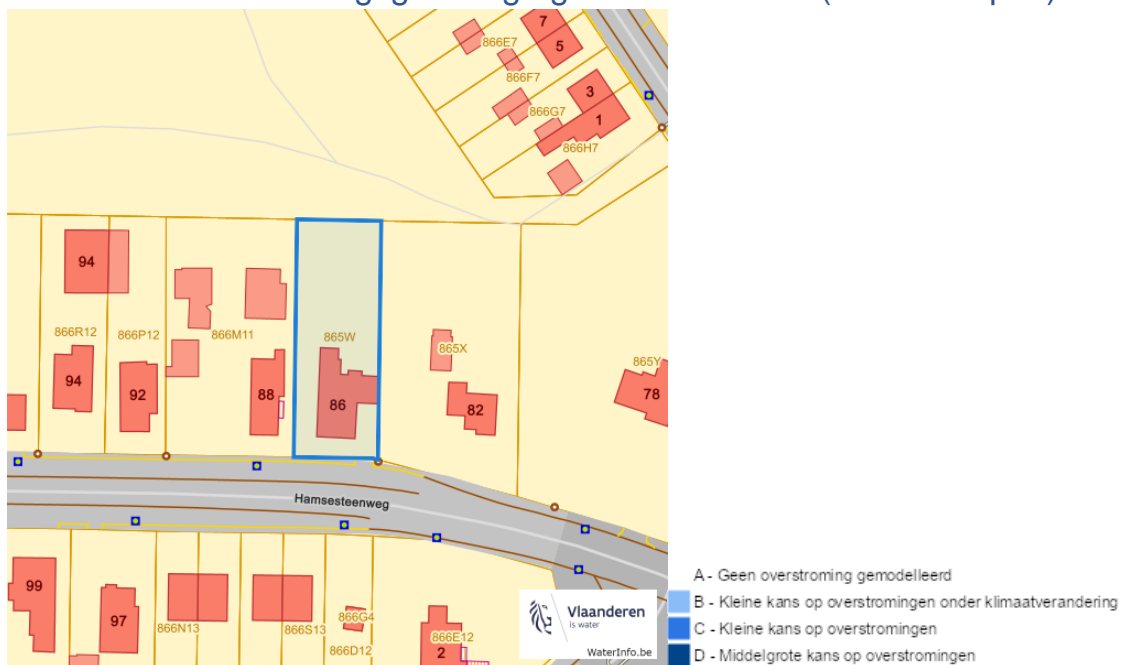 7
866E7
5
866F7
3
866G7
1
866H7
94
866R12
866P12
866M11
865W
865X
865Y
94
92
88
86
82
78
Hamsesteenweg
99
97
866N13
866S13
866G4
866D12
866E12
2
Vlaanderen
is water
WaterInfo.be
A - Geen overstroming gemodelleerd
B - Kleine kans op overstromingen onder klimaatverandering
C - Kleine kans op overstromingen
D - Middelgrote kans op overstromingen